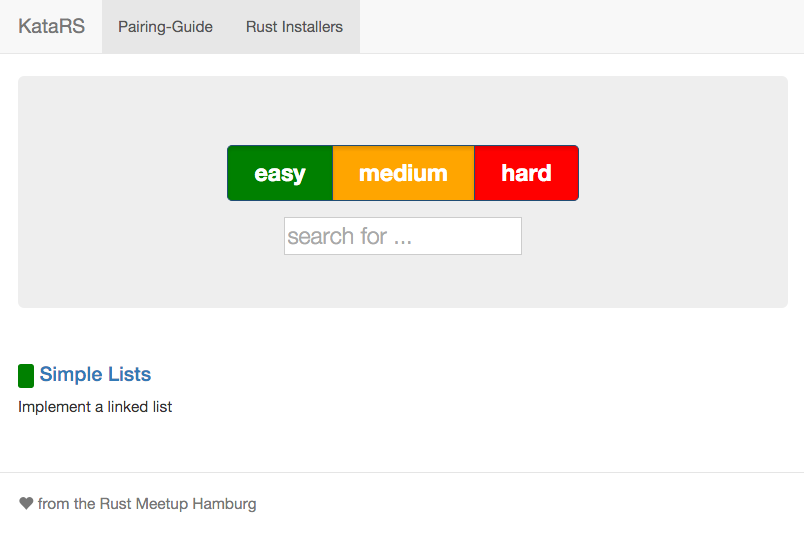 KataRS Pairing-Guide Rust Installers
easy medium hard
search for ...
Simple Lists
Implement a linked list
from the Rust Meetup Hamburg